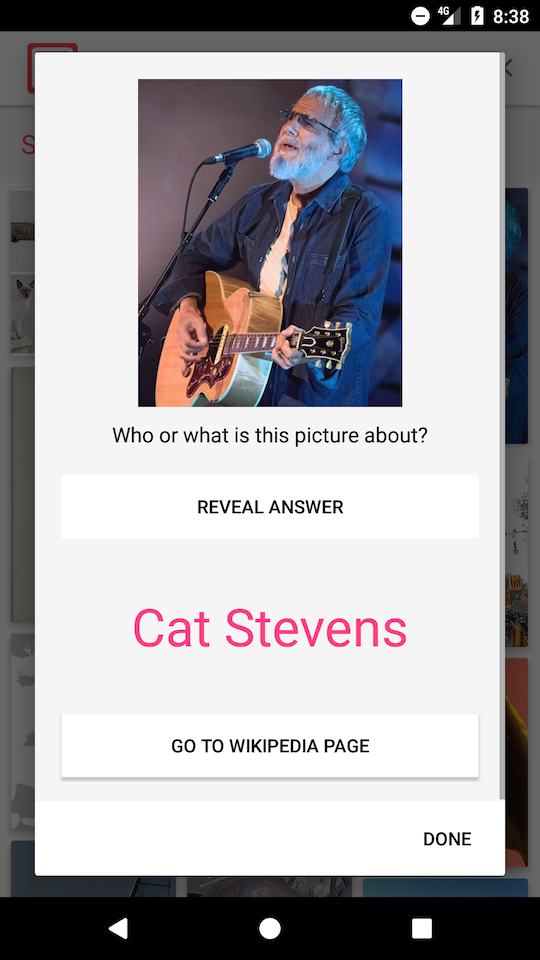 4G 8:38
S
Who or what is this picture about?
REVEAL ANSWER
Cat Stevens
GO TO WIKIPEDIA PAGE
DONE